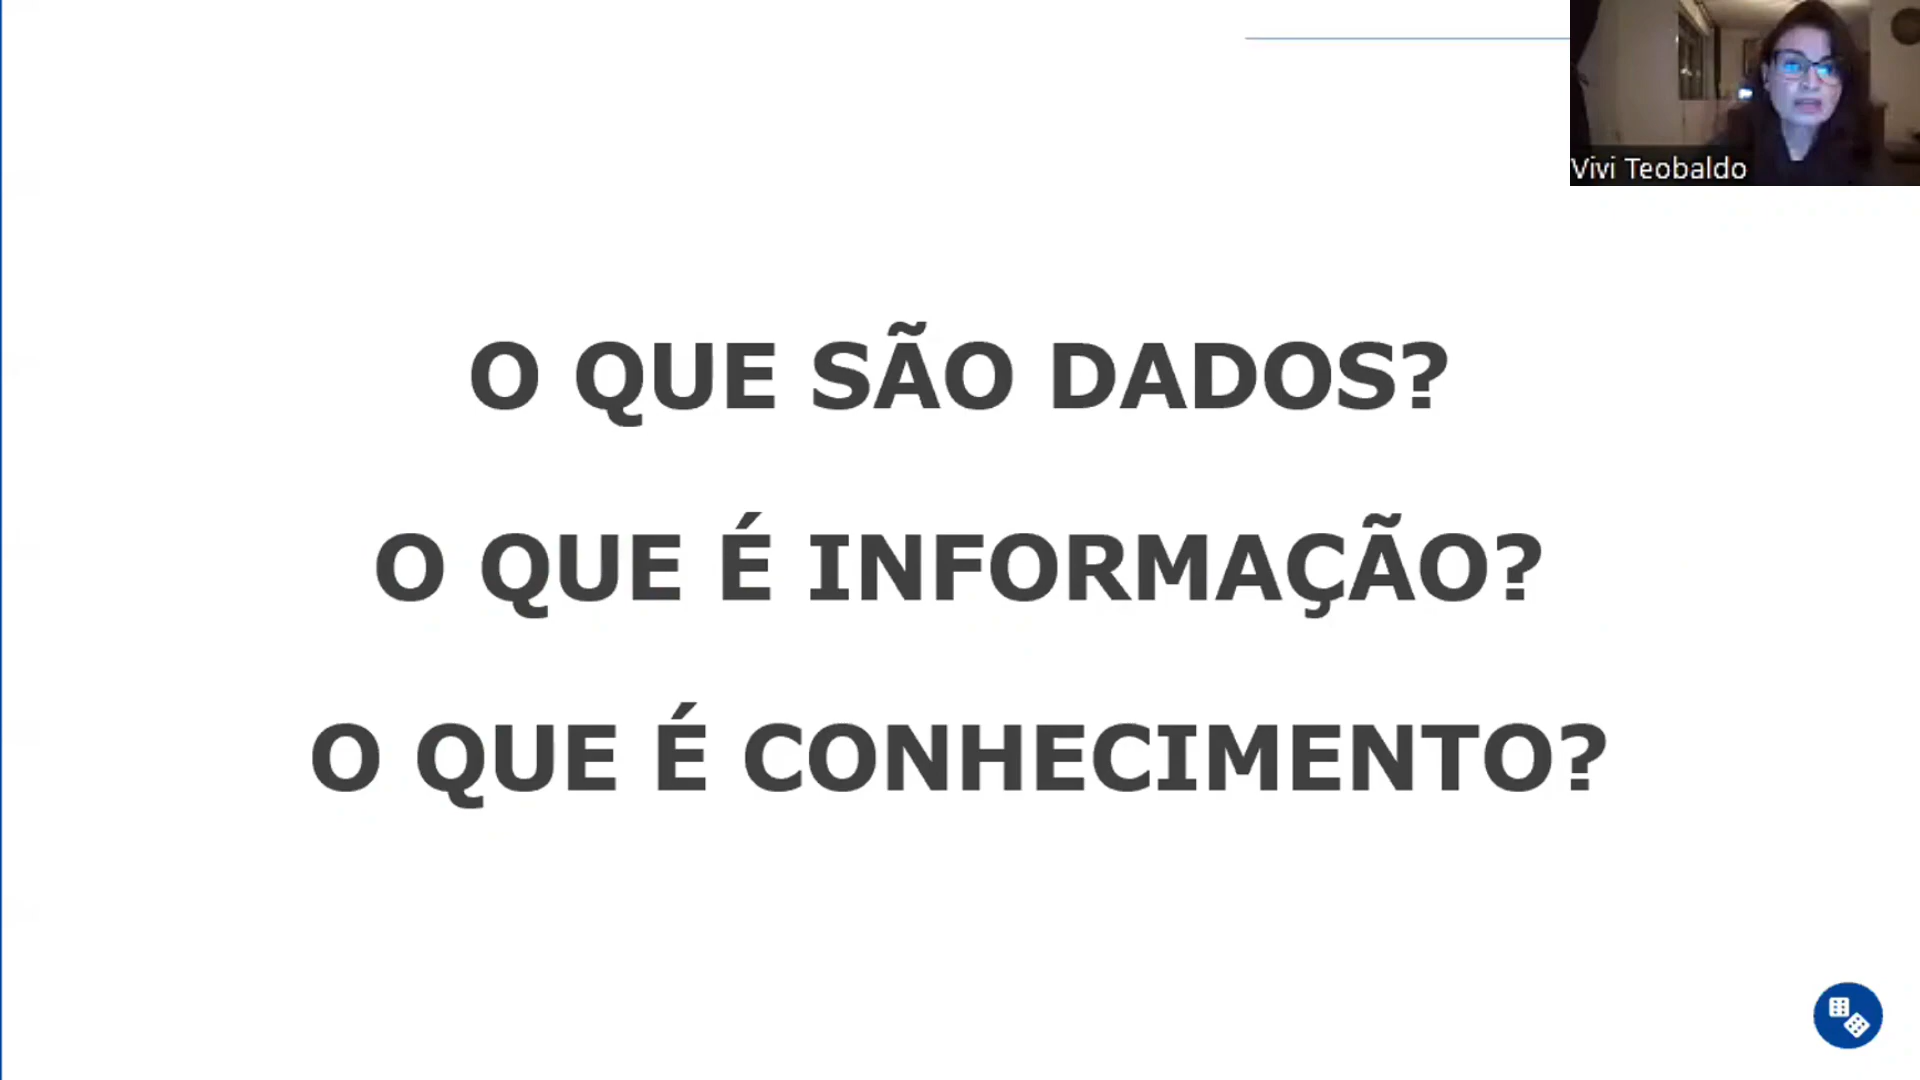 Vivi Teobaldo
O QUE SÃO DADOS?
O QUE É INFORMAÇÃO?
O QUE É CONHECIMENTO?